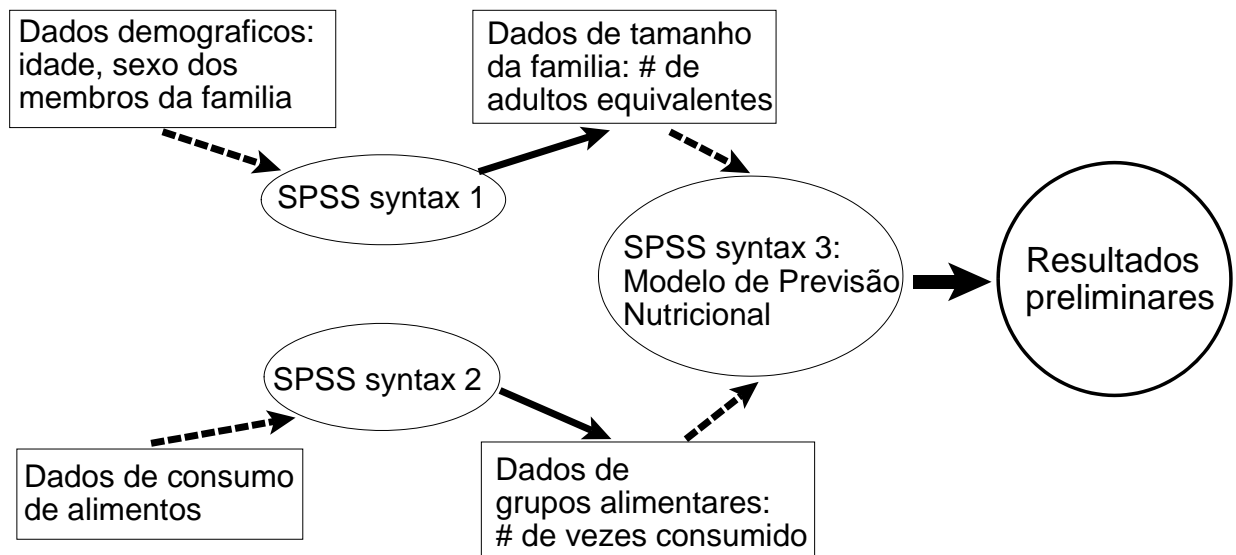 Dados demograficos:
idade, sexo dos
membros da familia
Dados de tamanho
da familia: # de
adultos equivalentes
SPSS syntax 1
SPSS syntax 3:
Modelo de Previsão
Nutricional
Resultados
preliminares
SPSS syntax 2
Dados de consumo
de alimentos
Dados de
grupos alimentares:
# de vezes consumido